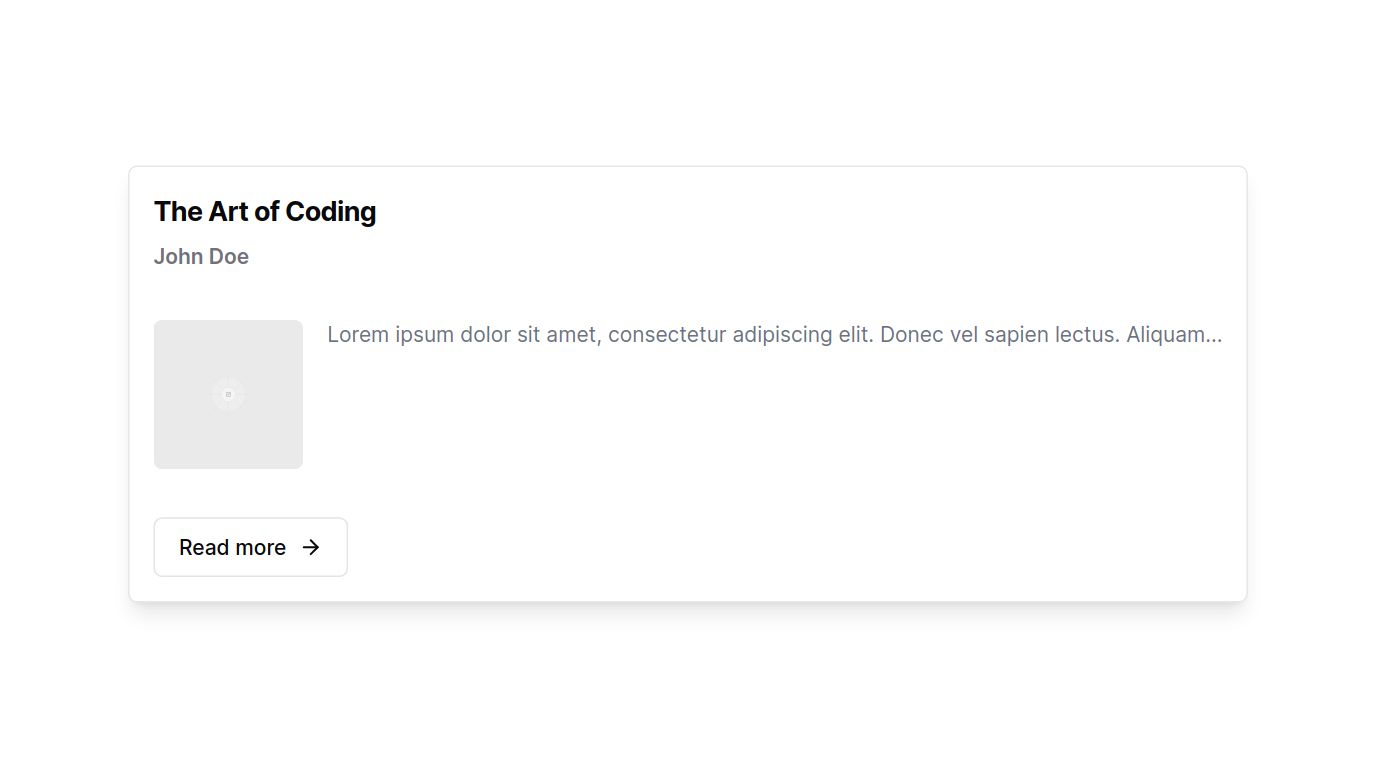 The Art of Coding
John Doe
Lorem ipsum dolor sit amet, consectetur adipiscing elit. Donec vel sapien lectus. Aliquam...
Read more